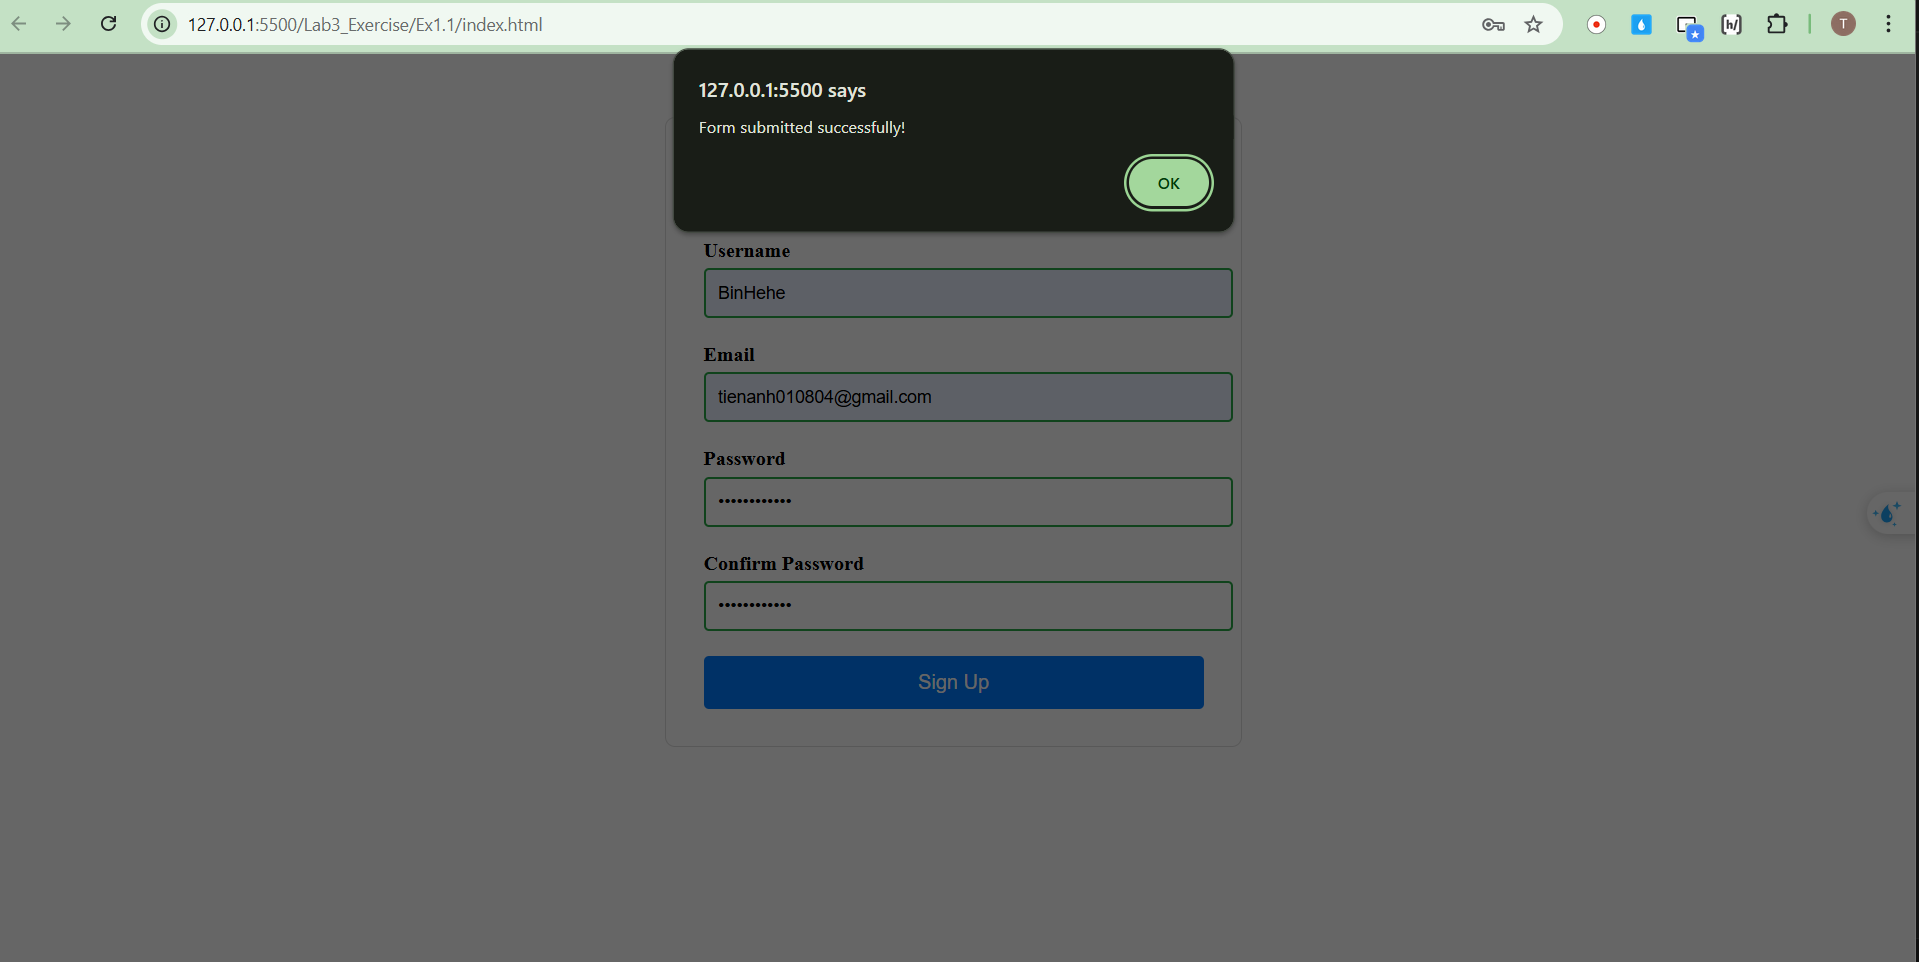 127.0.0.1:5500/Lab3_Exercise/Ex1.1/index.html
h/
T
127.0.0.1:5500 says
Form submitted successfully!
OK
Username
BinHehe
Email
tienanh010804@gmail.com
Password
••••••••••••
Confirm Password
••••••••••••
Sign Up